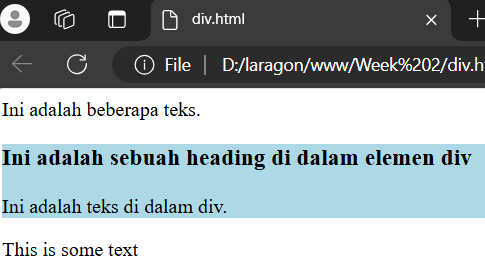 div.html
File
D:/laragon/www/Week%202/div.h
Ini adalah beberapa teks.
Ini adalah sebuah heading di dalam elemen div
Ini adalah teks di dalam div.
This is some text